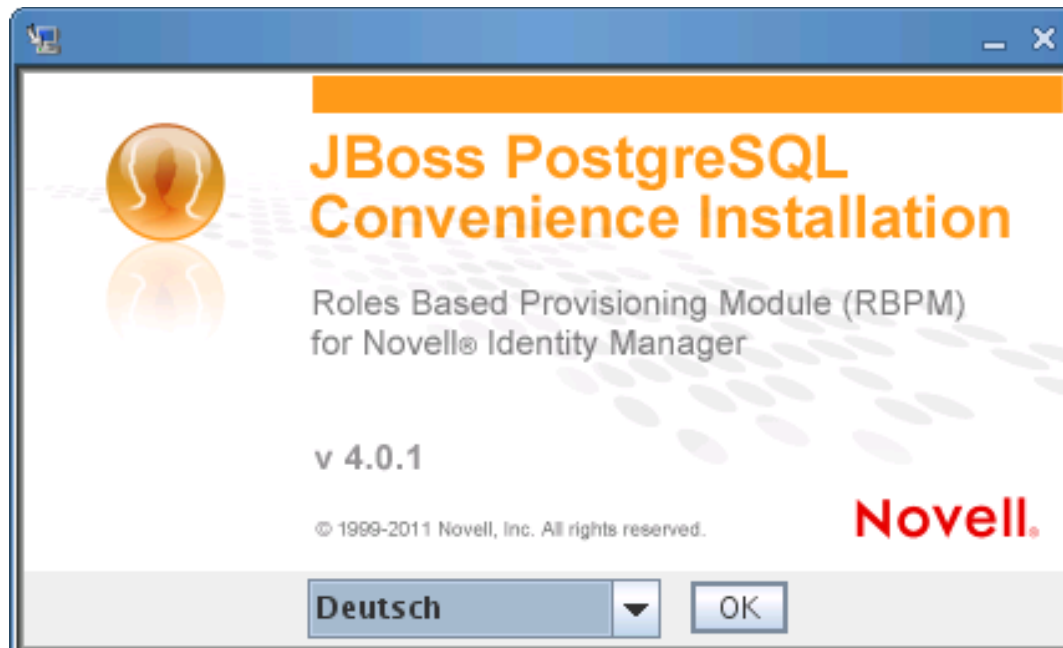 JBoss PostgreSQL
Convenience Installation
Roles Based Provisioning Module (RBPM)
for Novell® Identity Manager
v 4.0.1
© 1999-2011 Novell, Inc. All rights reserved.
Novell.
Deutsch
OK